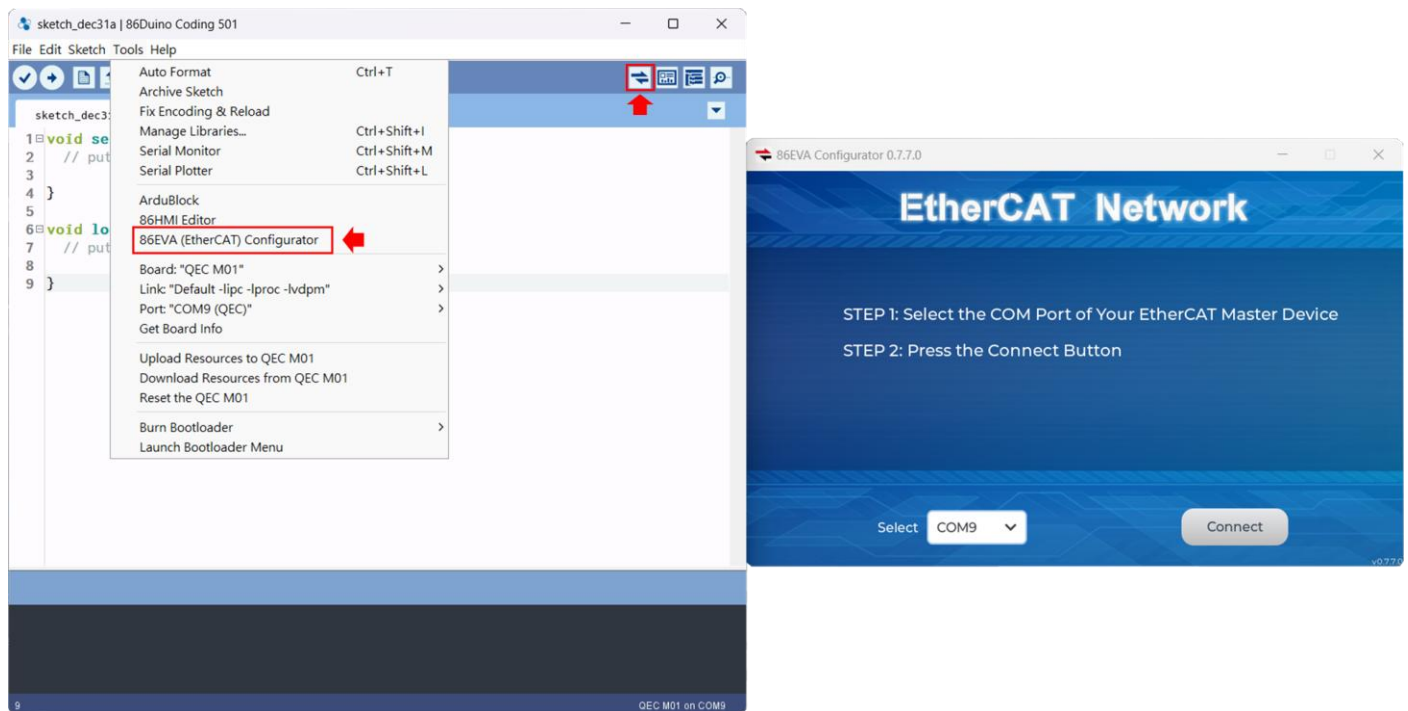 sketch_dec31a | 86Duino Coding 501
File Edit Sketch Tools Help
Auto Format Ctrl+T
Archive Sketch
Fix Encoding & Reload
Manage Libraries... Ctrl+Shift+I
Serial Monitor Ctrl+Shift+M
Serial Plotter Ctrl+Shift+L
ArduBlock
86HMI Editor
86EVA (EtherCAT) Configurator
Board: "QEC M01"
Link: "Default -lipc -lproc -lvdpm"
Port: "COM9 (QEC)"
Get Board Info
Upload Resources to QEC M01
Download Resources from QEC M01
Reset the QEC M01
Burn Bootloader
Launch Bootloader Menu
sketch_dec3
1 void se
2 // put
3
4 }
5
6 void lo
7 // put
8
9 }
9 QEC M01 on COM9
86EVA Configurator 0.7.7.0
EtherCAT Network
STEP 1: Select the COM Port of Your EtherCAT Master Device
STEP 2: Press the Connect Button
Select COM9 Connect
v0.7.7.0